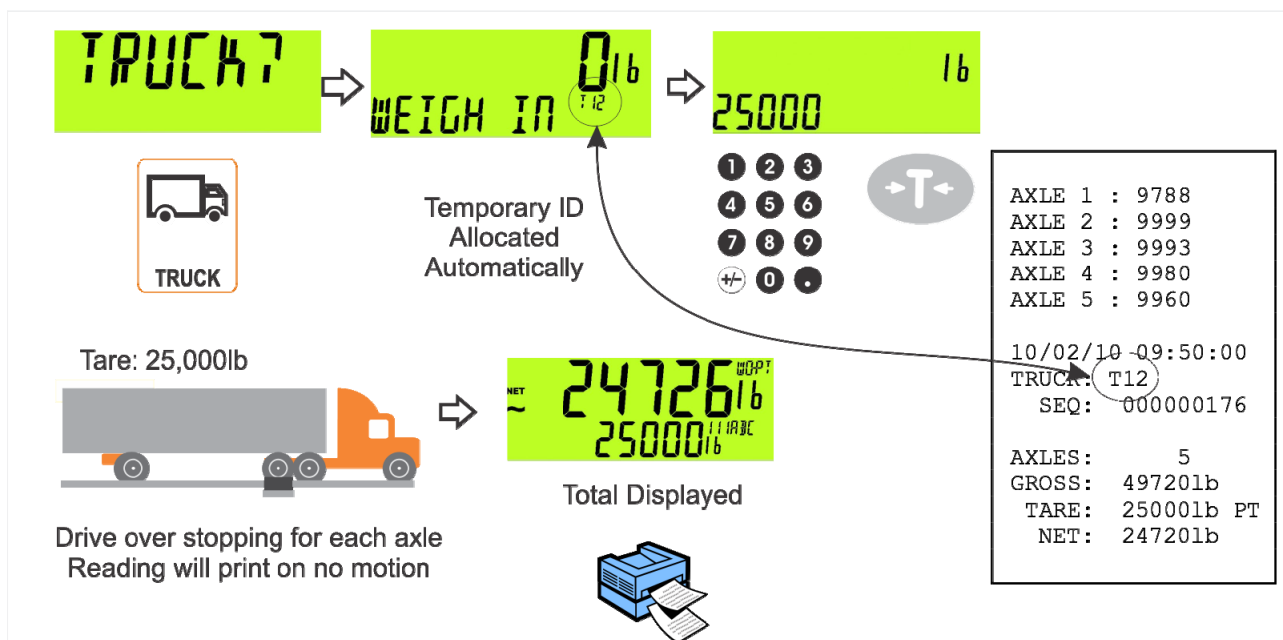 TRUCK?
0lb
WEIGH IN T12
lb
25000
1 2 3
4 5 6
7 8 9
+/- 0 .
T
TRUCK
Temporary ID
Allocated
Automatically
Tare: 25,000lb
Drive over stopping for each axle
Reading will print on no motion
NET ~ 24726lb
25000lb
Total Displayed
AXLE 1 : 9788
AXLE 2 : 9999
AXLE 3 : 9993
AXLE 4 : 9980
AXLE 5 : 9960
10/02/10 09:50:00
TRUCK: T12
SEQ: 000000176
AXLES: 5
GROSS: 49720lb
TARE: 25000lb PT
NET: 24720lb